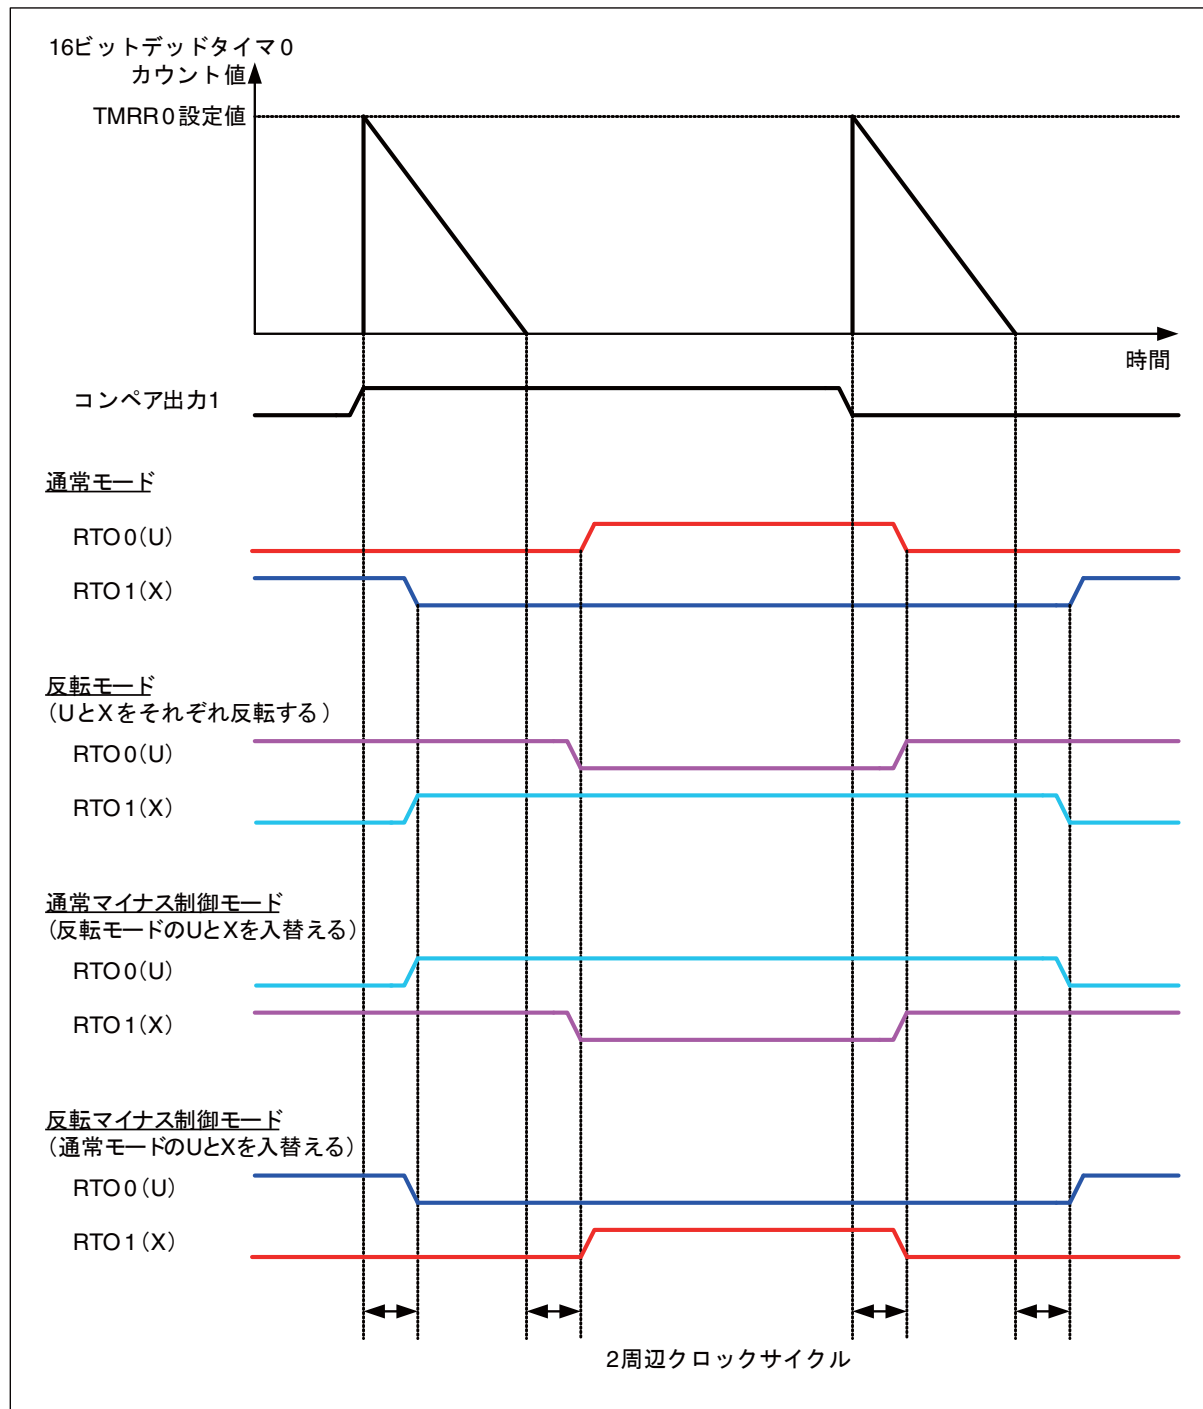 16ビットデッドタイマ0
カウント値
TMRR0設定値
時間
コンペア出力1
通常モード
RTO0(U)
RTO1(X)
反転モード
(UとXをそれぞれ反転する)
RTO0(U)
RTO1(X)
通常マイナス制御モード
(反転モードのUとXを入替える)
RTO0(U)
RTO1(X)
反転マイナス制御モード
(通常モードのUとXを入替える)
RTO0(U)
RTO1(X)
2周辺クロックサイクル